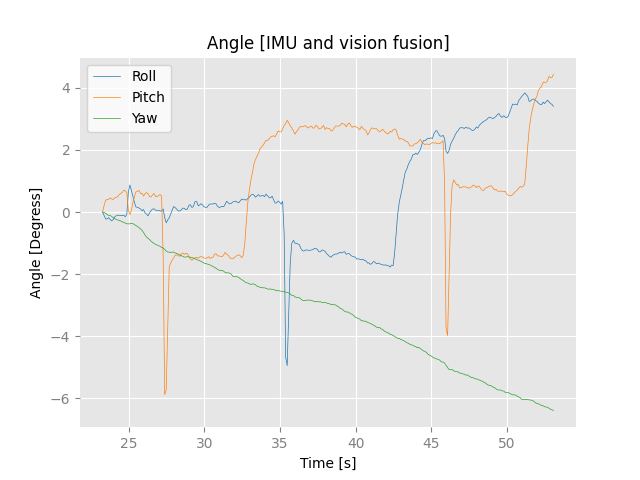 Angle [IMU and vision fusion]
Roll
Pitch
Yaw
4
2
0
−2
−4
−6
Angle [Degress]
25
30
35
40
45
50
Time [s]